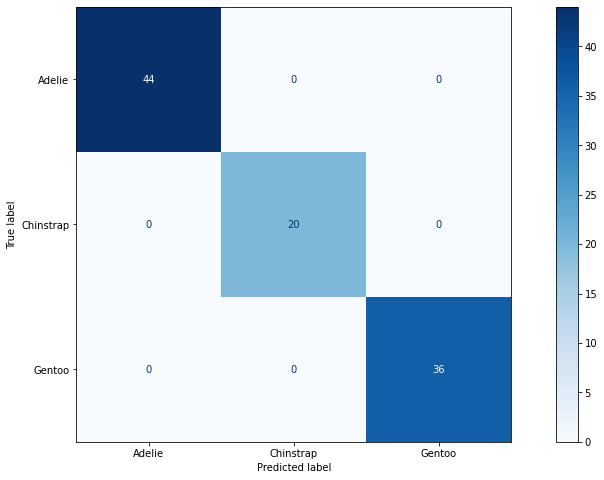 Adelie 44 0 0
Chinstrap 0 20 0
Gentoo 0 0 36
Adelie Chinstrap Gentoo
Predicted label
True label
40
35
30
25
20
15
10
5
0